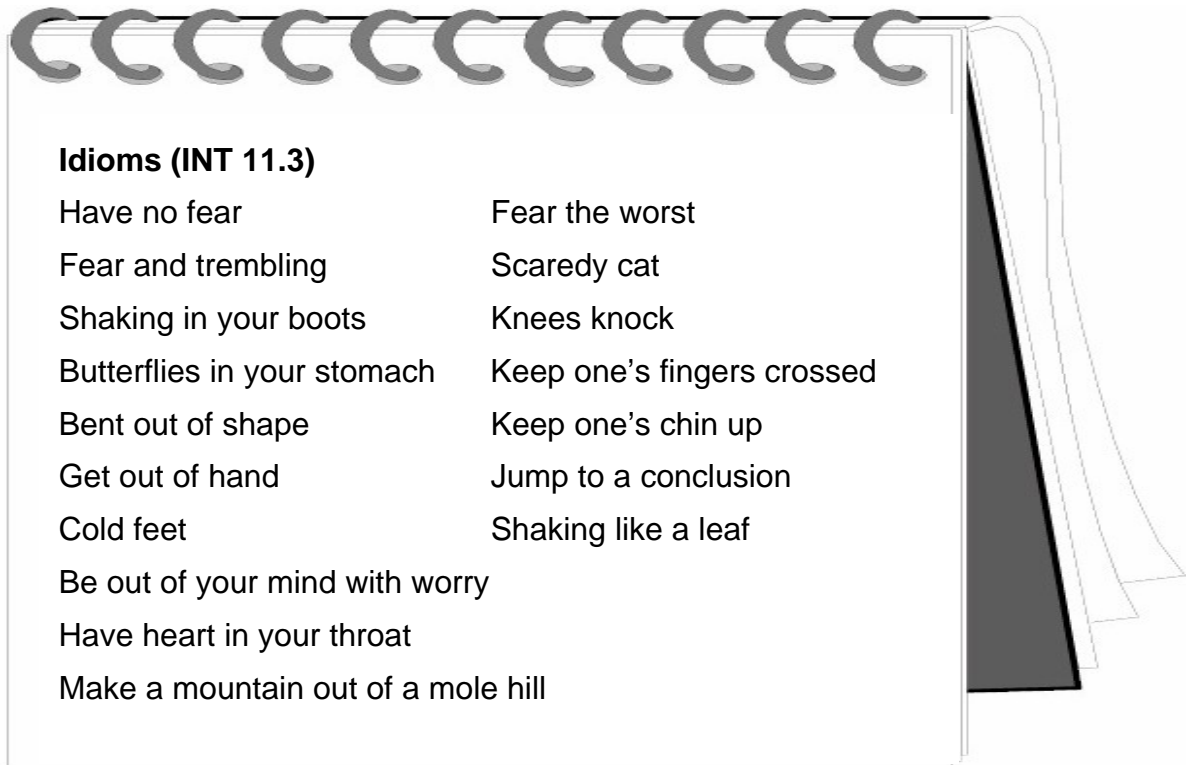 Idioms (INT 11.3)
Have no fear
Fear and trembling
Shaking in your boots
Butterflies in your stomach
Bent out of shape
Get out of hand
Cold feet
Be out of your mind with worry
Have heart in your throat
Make a mountain out of a mole hill
Fear the worst
Scaredy cat
Knees knock
Keep one’s fingers crossed
Keep one’s chin up
Jump to a conclusion
Shaking like a leaf